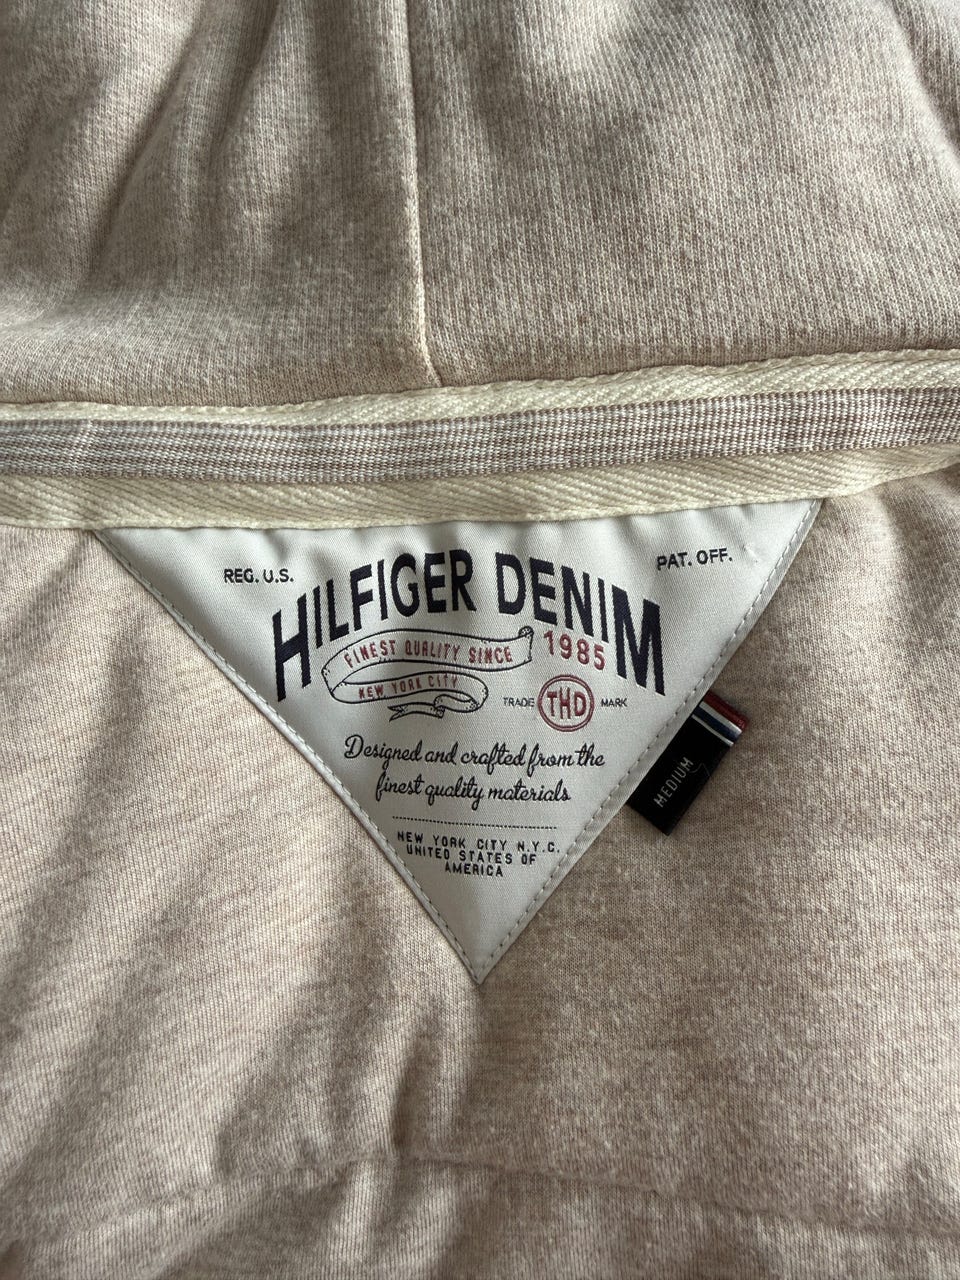 REG. U.S.
PAT. OFF.
HILFIGER DENIM
FINEST QUALITY SINCE 1985
NEW YORK CITY
TRADE THD MARK
Designed and crafted from the
finest quality materials
NEW YORK CITY N.Y.C.
UNITED STATES OF
AMERICA
MEDIUM